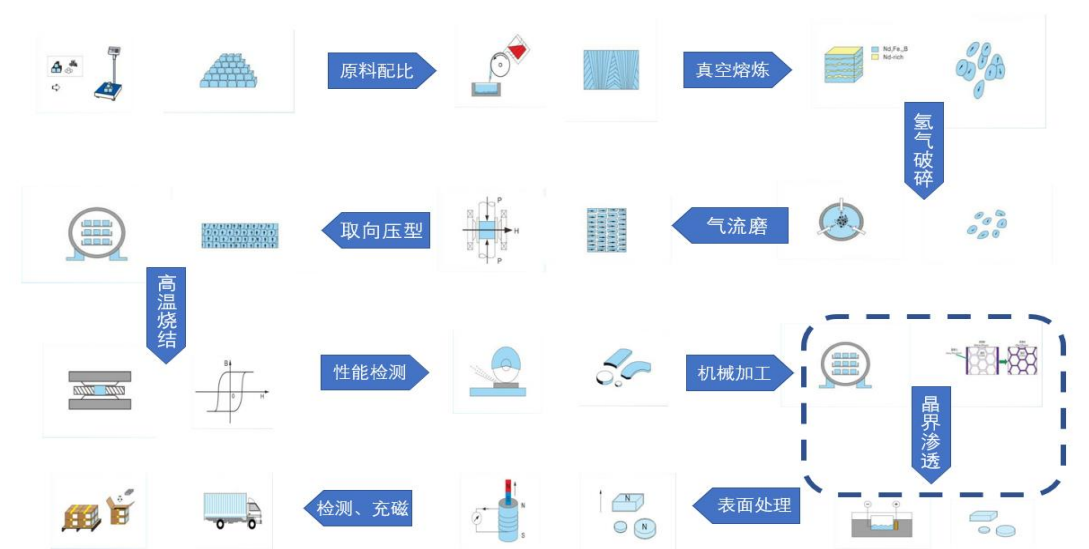 原料配比
真空熔炼
Nd₂Fe₁₄B
Nd-rich
氢气破碎
P
H
P
取向压型
气流磨
高温烧结
B
0
H
性能检测
机械加工
晶界渗透
检测、充磁
N
S
N
N
表面处理